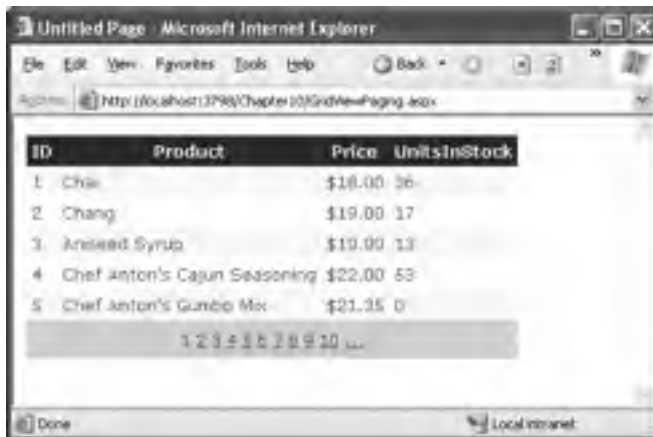 Untitled Page - Microsoft Internet Explorer
File Edit View Favorites Tools Help Back »
Address http://localhost:3798/Chapter10/GridViewPaging.aspx
ID Product Price UnitsInStock
1 Chai $18.00 36
2 Chang $19.00 17
3 Aniseed Syrup $10.00 13
4 Chef Anton's Cajun Seasoning $22.00 53
5 Chef Anton's Gumbo Mix $21.35 0
1 2 3 4 5 6 7 8 9 10 ...
Done Local intranet